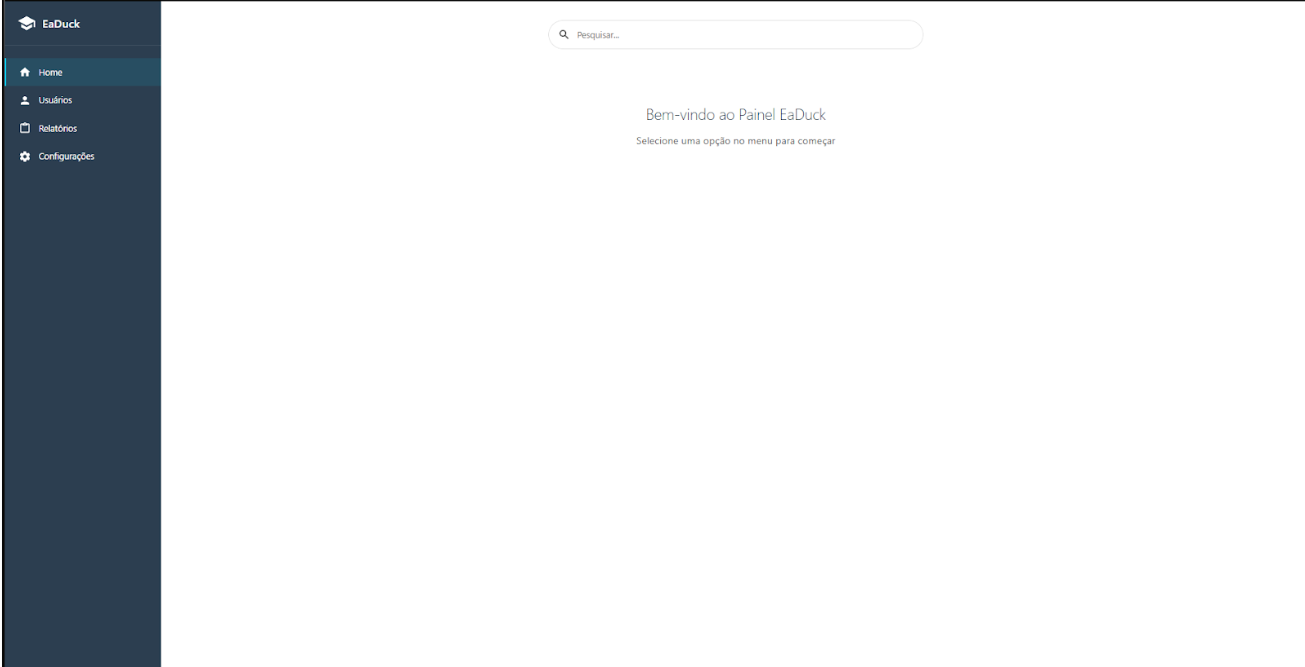 EaDuck
Home
Usuários
Relatórios
Configurações
Pesquisar...
Bem-vindo ao Painel EaDuck
Selecione uma opção no menu para começar